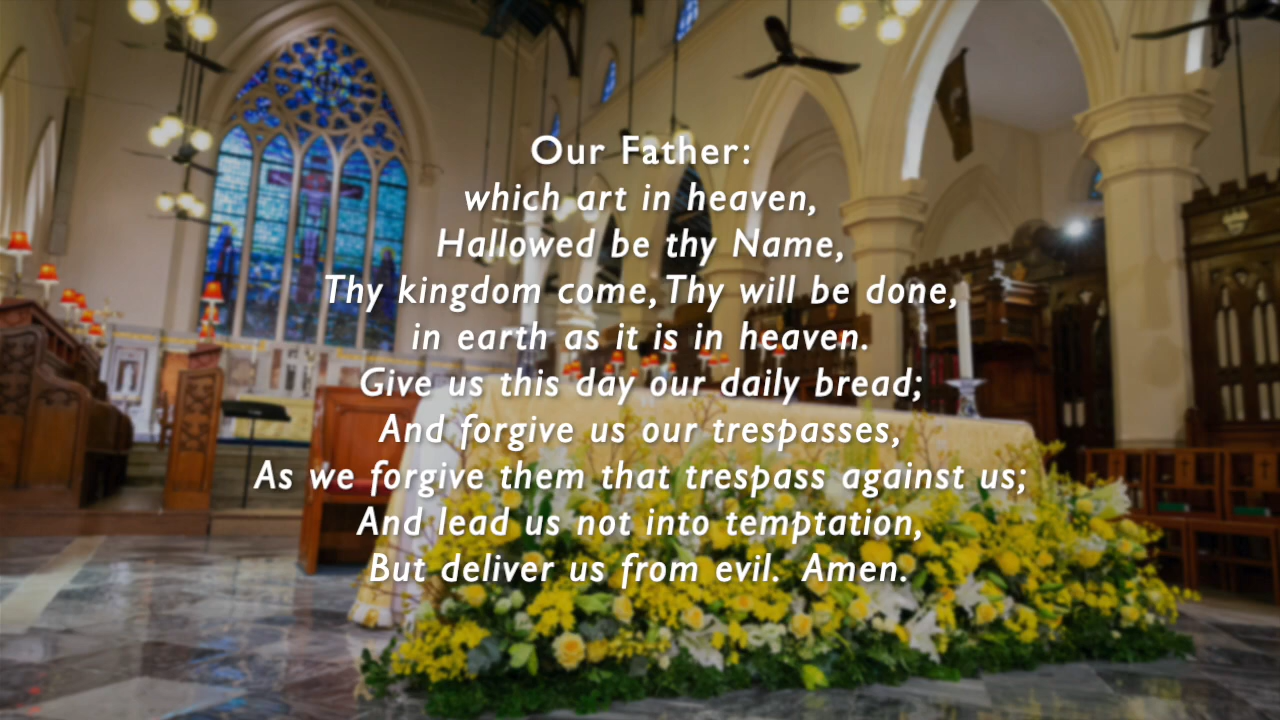 Our Father:
which art in heaven,
Hallowed be thy Name,
Thy kingdom come, Thy will be done,
in earth as it is in heaven.
Give us this day our daily bread;
And forgive us our trespasses,
As we forgive them that trespass against us;
And lead us not into temptation,
But deliver us from evil.  Amen.